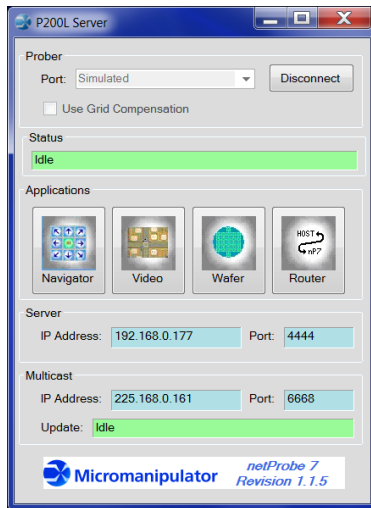 P200L Server
Prober
Port: Simulated Disconnect
Use Grid Compensation
Status
Idle
Applications
HOST
nP7
Navigator Video Wafer Router
Server
IP Address: 192.168.0.177 Port: 4444
Multicast
IP Address: 225.168.0.161 Port: 6668
Update: Idle
Micromanipulator netProbe 7
Revision 1.1.5